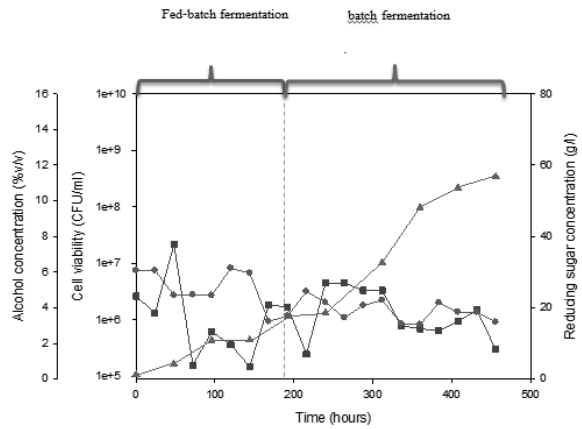 Fed-batch fermentation
batch fermentation
Alcohol concentration (%v/v)
16
14
12
10
8
6
4
2
0
Cell viability (CFU/ml)
1e+10
1e+9
1e+8
1e+7
1e+6
1e+5
80
60
40
20
0
Reducing sugar concentration (g/l)
0 100 200 300 400 500
Time (hours)